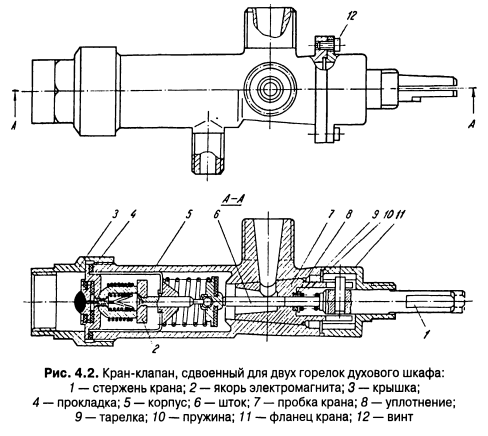 12
A
A
3 4 5 6 A–A 7 8 9 10 11
2
1
Рис. 4.2. Кран-клапан, сдвоенный для двух горелок духового шкафа:
1 — стержень крана; 2 — якорь электромагнита; 3 — крышка;
4 — прокладка; 5 — корпус; 6 — шток; 7 — пробка крана; 8 — уплотнение;
9 — тарелка; 10 — пружина; 11 — фланец крана; 12 — винт